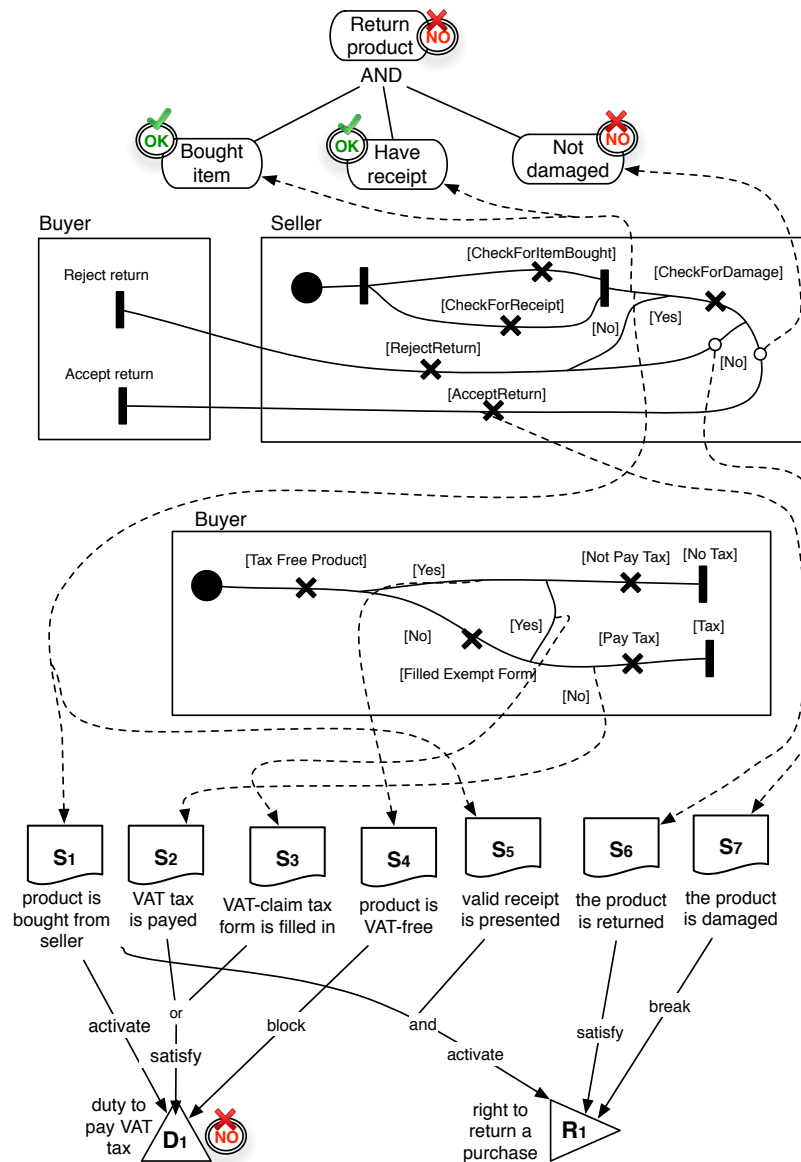 Return
product
NO
AND
OK
Bought
item
OK
Have
receipt
NO
Not
damaged
Buyer
Seller
Reject return
Accept return
[CheckForItemBought]
[CheckForReceipt]
[CheckForDamage]
[No]
[Yes]
[RejectReturn]
[No]
[AcceptReturn]
Buyer
[Tax Free Product]
[Yes]
[Not Pay Tax]
[No Tax]
[No]
[Yes]
[Pay Tax]
[Tax]
[Filled Exempt Form]
[No]
S1
S2
S3
S4
S5
S6
S7
product is
bought from
seller
VAT tax
is payed
VAT-claim tax
form is filled in
product is
VAT-free
valid receipt
is presented
the product
is returned
the product
is damaged
or
activate
satisfy
block
and
activate
satisfy
break
duty to
pay VAT
tax
D1
NO
right to
return a
purchase
R1